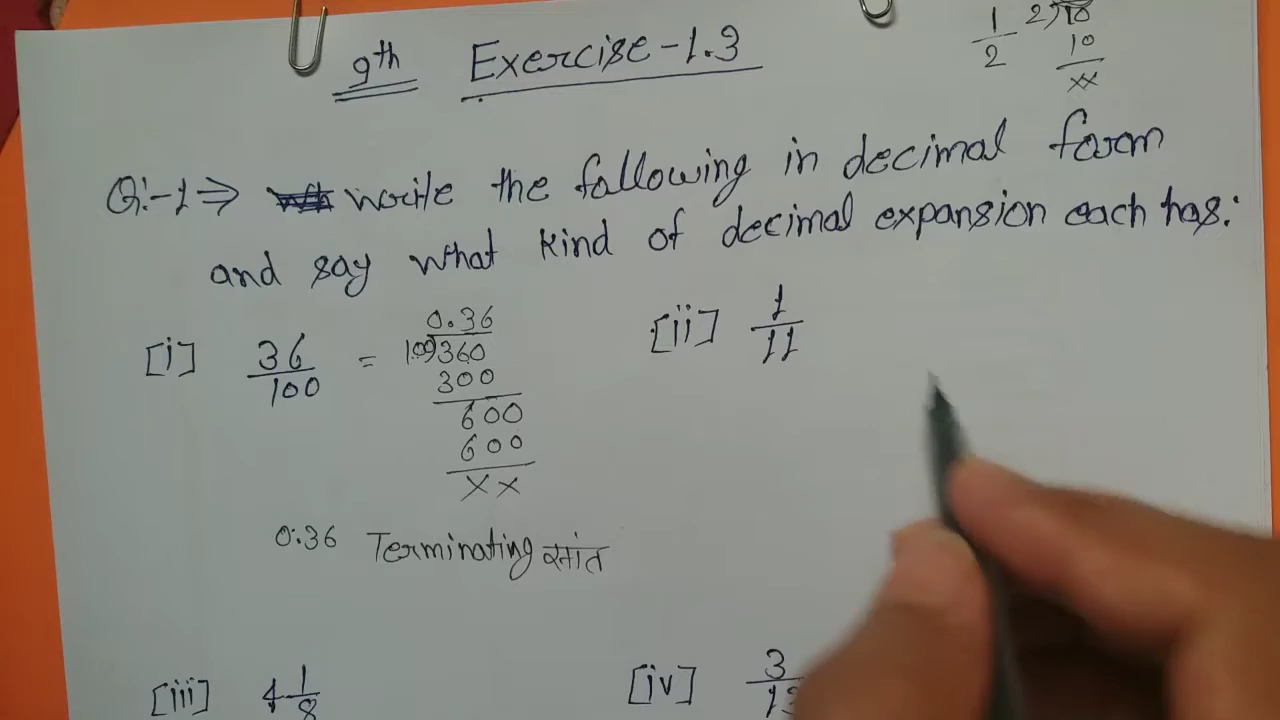 9th Exercise-1.3
1/2 2)10
10
xx
Q:-1⇒ write the following in decimal form
and say what kind of decimal expansion each has:
[i] 36/100 = 100)360 0.36
300
600
600
xx
[ii] 1/11
0.36 Terminating सांत
[iii] 4 1/8
[iv] 3/13